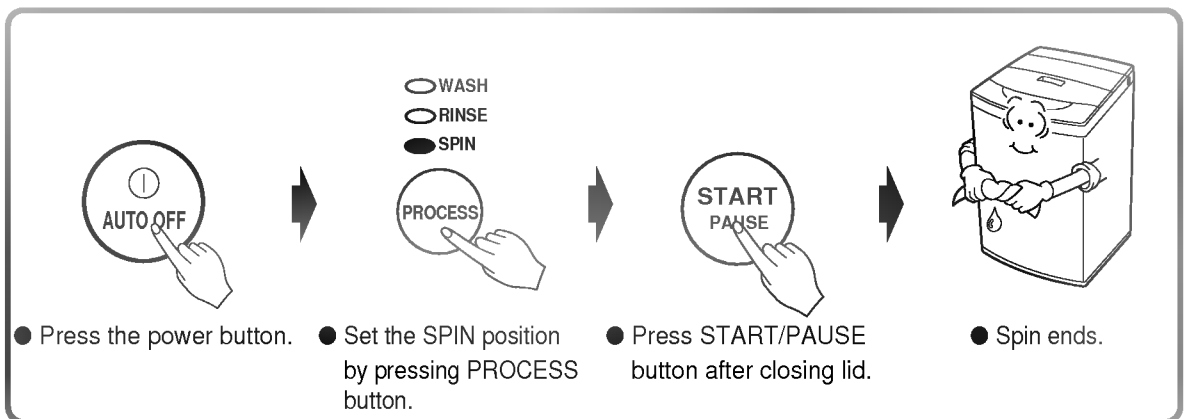 WASH
RINSE
SPIN
AUTO OFF
PROCESS
START
PAUSE
● Press the power button.
● Set the SPIN position
by pressing PROCESS
button.
● Press START/PAUSE
button after closing lid.
● Spin ends.